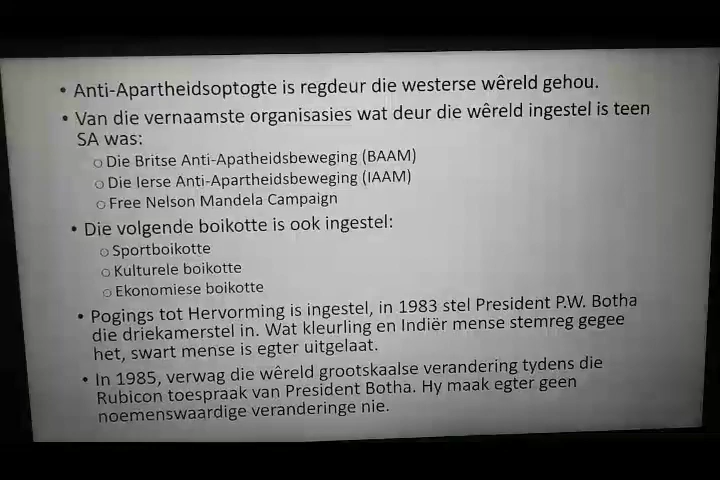 • Anti-Apartheidsoptogte is regdeur die westerse wêreld gehou.
• Van die vernaamste organisasies wat deur die wêreld ingestel is teen
SA was:
○ Die Britse Anti-Apatheidsbeweging (BAAM)
○ Die Ierse Anti-Apartheidsbeweging (IAAM)
○ Free Nelson Mandela Campaign
• Die volgende boikotte is ook ingestel:
○ Sportboikotte
○ Kulturele boikotte
○ Ekonomiese boikotte
• Pogings tot Hervorming is ingestel, in 1983 stel President P.W. Botha
die driekamerstel in. Wat kleurling en Indiër mense stemreg gegee
het, swart mense is egter uitgelaat.
• In 1985, verwag die wêreld grootskaalse verandering tydens die
Rubicon toespraak van President Botha. Hy maak egter geen
noemenswaardige veranderinge nie.